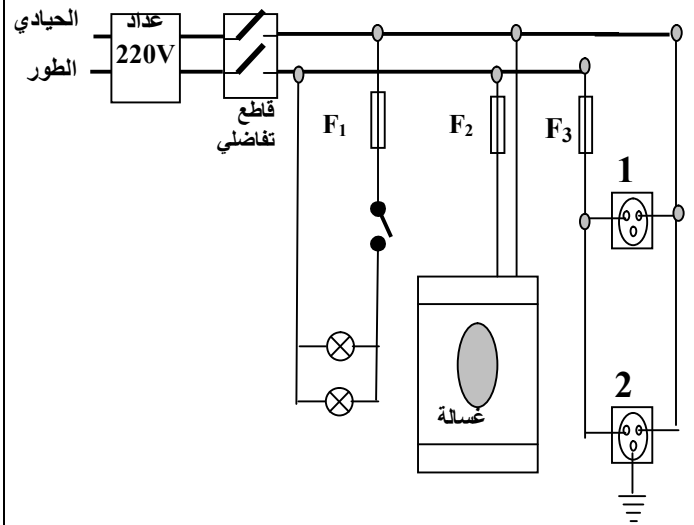 الحيادي
الطور
عداد
220V
قاطع
تفاضلي
F₁
F₂
F₃
1
غسالة
2